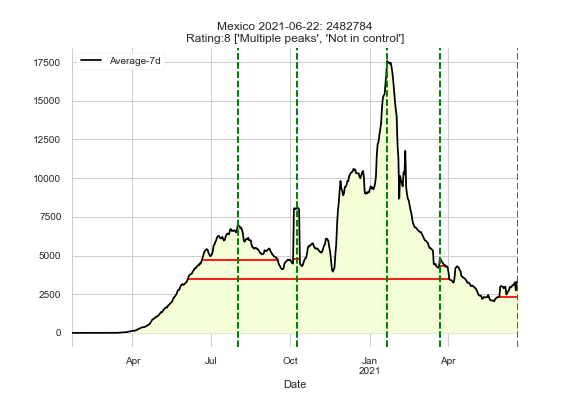 Mexico 2021-06-22: 2482784
Rating:8 ['Multiple peaks', 'Not in control']
Average-7d
17500
15000
12500
10000
7500
5000
2500
0
Apr
Jul
Oct
Jan
2021
Apr
Date